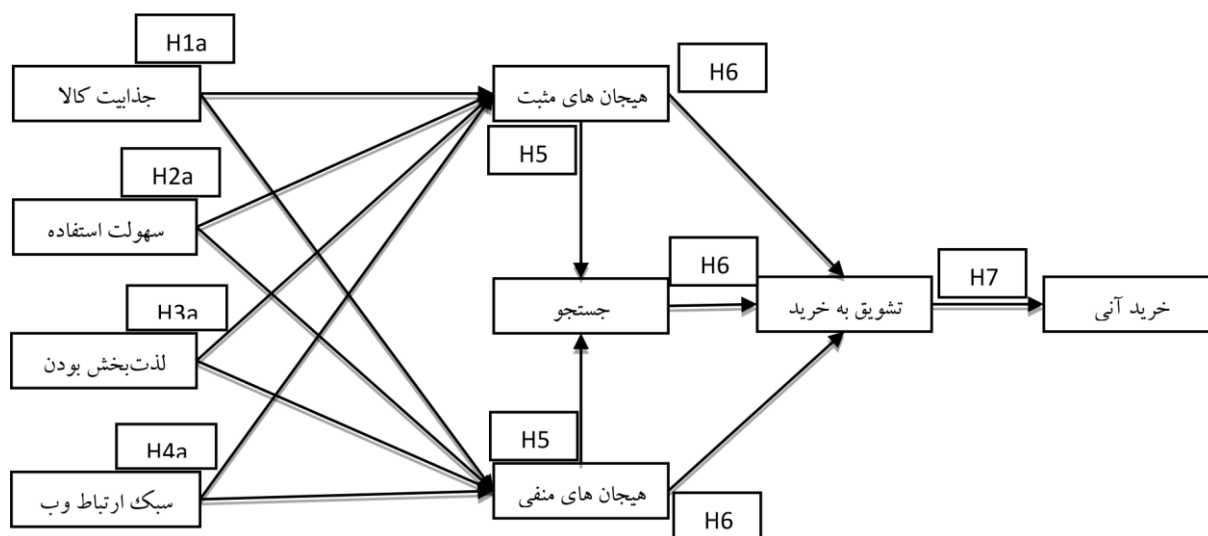 H1a
جذابیت کالا
H2a
سهولت استفاده
H3a
لذت‌بخش بودن
H4a
سبک ارتباط وب
هیجان های مثبت
H5
جستجو
H5
هیجان های منفی
H6
H6
H6
تشویق به خرید
H7
خرید آنی